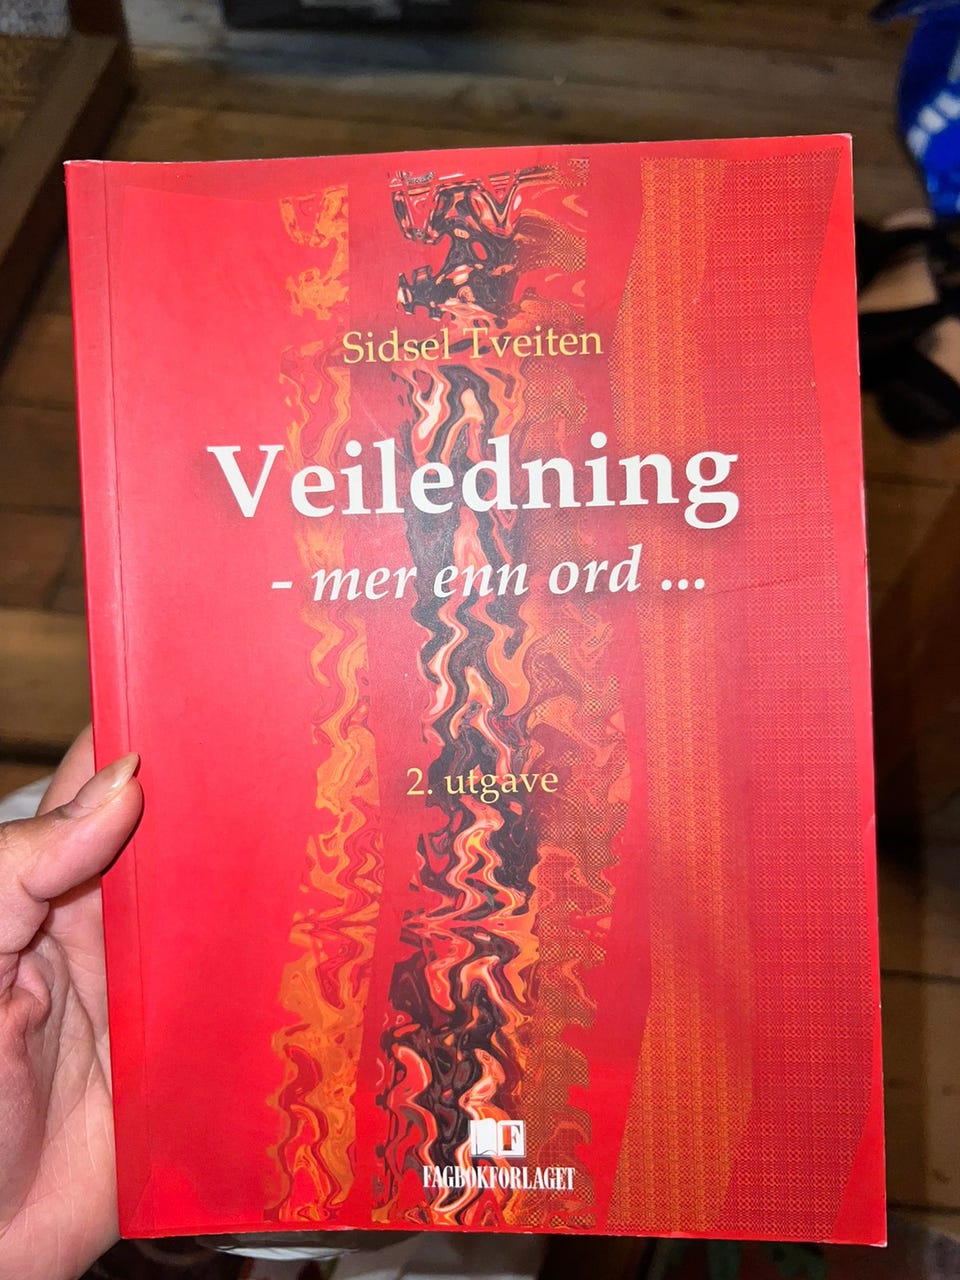 Sidsel Tveiten
Veiledning
- mer enn ord ...
2. utgave
F
FAGBOKFORLAGET